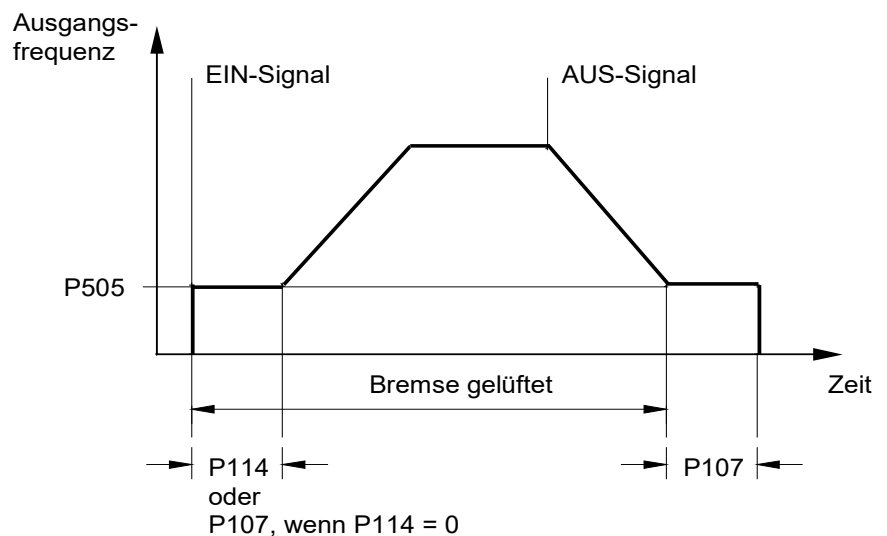 Ausgangs-
frequenz
EIN-Signal
AUS-Signal
P505
Bremse gelüftet
Zeit
P114
oder
P107, wenn P114 = 0
P107